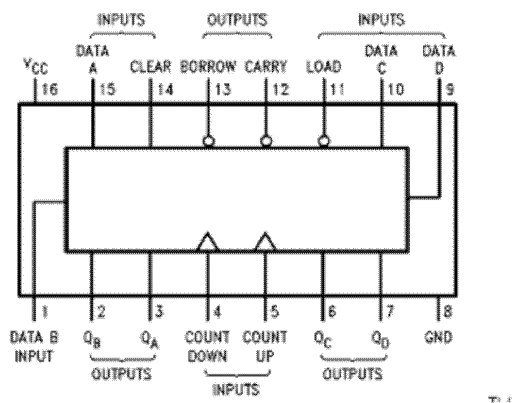 INPUTS OUTPUTS INPUTS
DATA DATA DATA
VCC A CLEAR BORROW CARRY LOAD C D
16 15 14 13 12 11 10 9
1 2 3 4 5 6 7 8
DATA B QB QA COUNT COUNT QC QD GND
INPUT DOWN UP
OUTPUTS INPUTS OUTPUTS